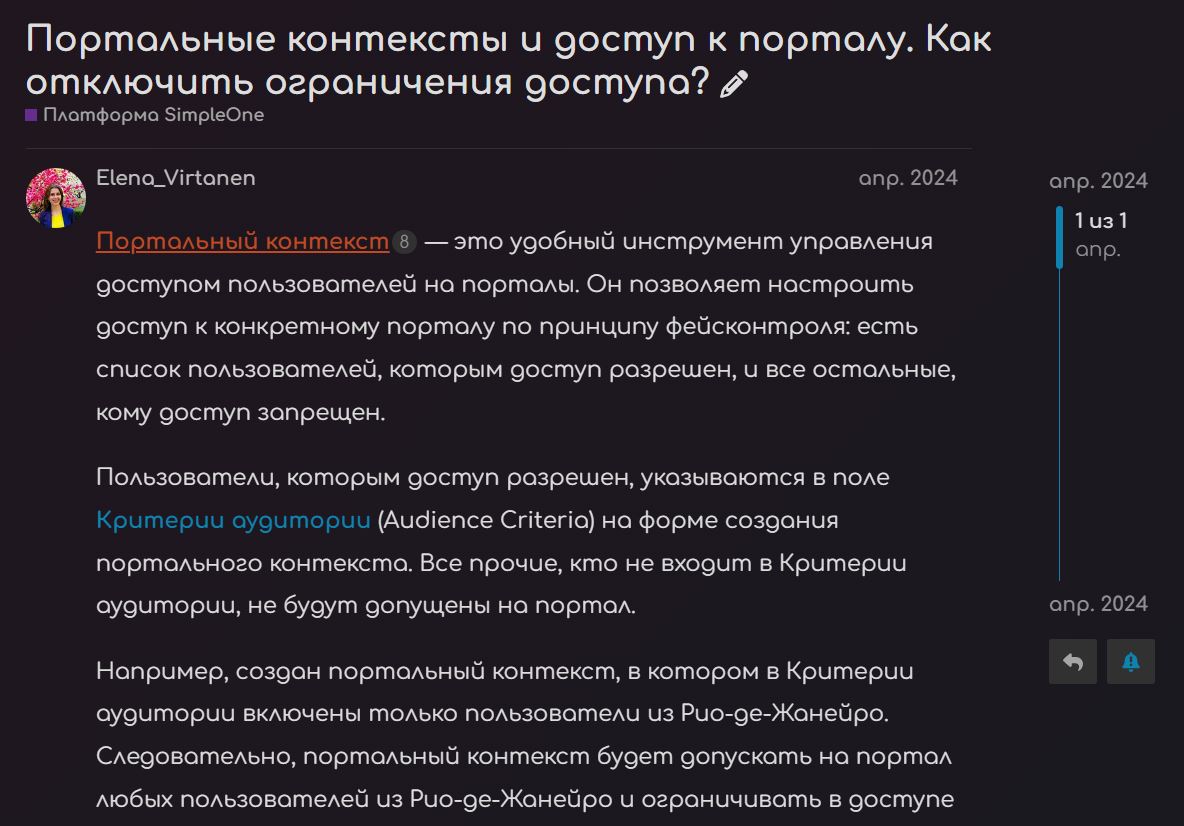 Портальные контексты и доступ к порталу. Как
отключить ограничения доступа?
Платформа SimpleOne
Elena_Virtanen
апр. 2024
Портальный контекст 8 — это удобный инструмент управления
доступом пользователей на порталы. Он позволяет настроить
доступ к конкретному порталу по принципу фейсконтроля: есть
список пользователей, которым доступ разрешен, и все остальные,
кому доступ запрещен.
Пользователи, которым доступ разрешен, указываются в поле
Критерии аудитории (Audience Criteria) на форме создания
портального контекста. Все прочие, кто не входит в Критерии
аудитории, не будут допущены на портал.
Например, создан портальный контекст, в котором в Критерии
аудитории включены только пользователи из Рио-де-Жанейро.
Следовательно, портальный контекст будет допускать на портал
любых пользователей из Рио-де-Жанейро и ограничивать в доступе
апр. 2024
1 из 1
апр.
апр. 2024